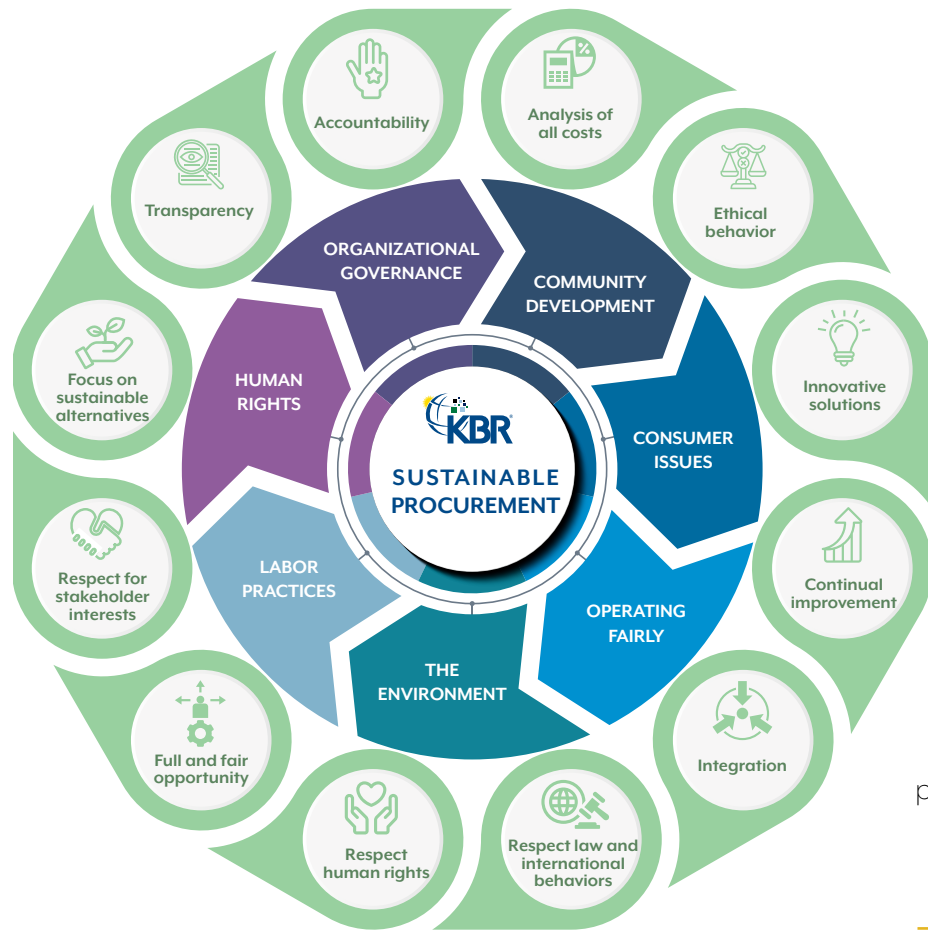 Accountability
Analysis of
all costs
Ethical
behavior
Innovative
solutions
Continual
improvement
Integration
Respect law and
international
behaviors
Respect
human rights
Full and fair
opportunity
Respect for
stakeholder
interests
Focus on
sustainable
alternatives
Transparency
ORGANIZATIONAL
GOVERNANCE
COMMUNITY
DEVELOPMENT
CONSUMER
ISSUES
OPERATING
FAIRLY
THE
ENVIRONMENT
LABOR
PRACTICES
HUMAN
RIGHTS
KBR
SUSTAINABLE
PROCUREMENT
p